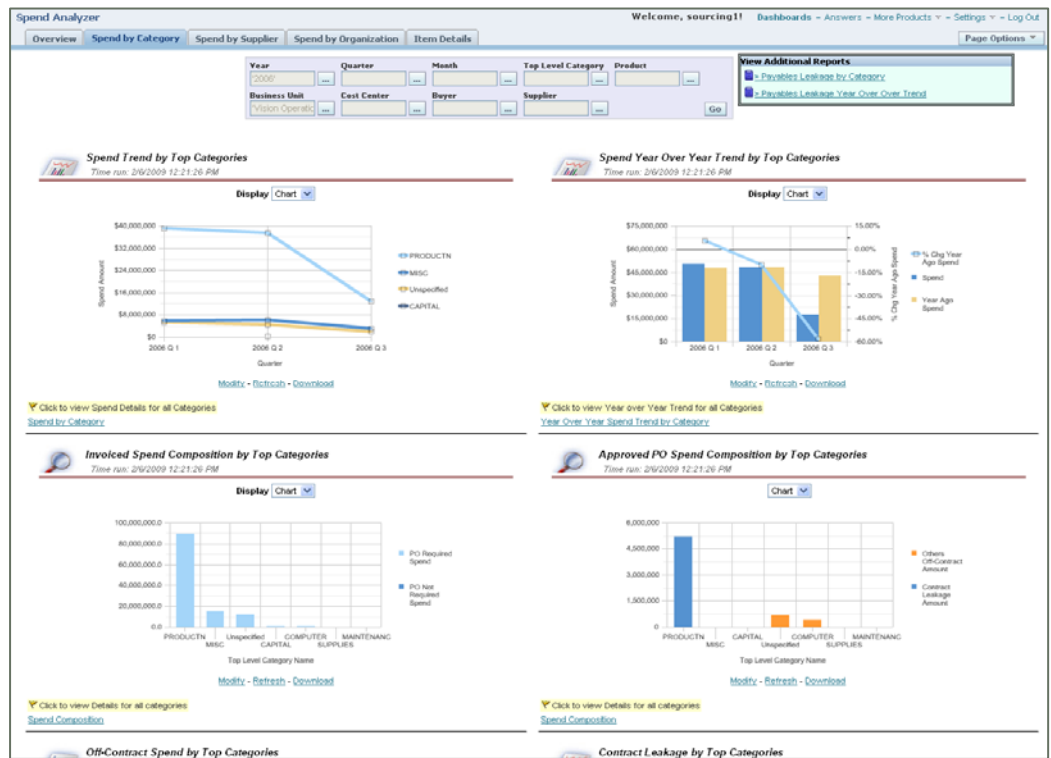 Spend Analyzer
Welcome, sourcing1! Dashboards - Answers - More Products - Settings - Log Out
Overview Spend by Category Spend by Supplier Spend by Organization Item Details Page Options
Year Quarter Month Top Level Category Product
"2006" ... ... ... ... ...
Business Unit Cost Center Buyer Supplier
"Vision Operatic ... ... ... ... Go
View Additional Reports
» Payables Leakage by Category
» Payables Leakage Year Over Over Trend
Spend Trend by Top Categories
Time run: 2/6/2009 12:21:26 PM
Display Chart
$40,000,000
$32,000,000
$24,000,000
$16,000,000
$8,000,000
$0
Spend Amount
2006 Q 1 2006 Q 2 2006 Q 3
Quarter
PRODUCTN
MISC
Unspecified
CAPITAL
Modify - Refresh - Download
Click to view Spend Details for all Categories
Spend by Category
Spend Year Over Year Trend by Top Categories
Time run: 2/6/2009 12:21:26 PM
Display Chart
$75,000,000
$60,000,000
$45,000,000
$30,000,000
$15,000,000
$0
Spend Amount
15.00%
0.00%
-15.00%
-30.00%
-45.00%
-60.00%
% Chg Year Ago Spend
2006 Q 1 2006 Q 2 2006 Q 3
Quarter
% Chg Year
Ago Spend
Spend
Year Ago
Spend
Modify - Refresh - Download
Click to view Year over Year Trend for all Categories
Year Over Year Spend Trend by Category
Invoiced Spend Composition by Top Categories
Time run: 2/6/2009 12:21:26 PM
Display Chart
100,000,000.0
80,000,000.0
60,000,000.0
40,000,000.0
20,000,000.0
0.0
PRODUCTN Unspecified COMPUTER MAINTENANC
MISC CAPITAL SUPPLIES
Top Level Category Name
PO Required
Spend
PO Not
Required
Spend
Modify - Refresh - Download
Click to view Details for all categories
Spend Composition
Approved PO Spend Composition by Top Categories
Time run: 2/6/2009 12:21:26 PM
Chart
6,000,000
4,500,000
3,000,000
1,500,000
0
PRODUCTN CAPITAL COMPUTER MAINTENANC
MISC Unspecified SUPPLIES
Top Level Category Name
Others
Off-Contract
Amount
Contract
Leakage
Amount
Modify - Refresh - Download
Click to view Details for all categories
Spend Composition
Off-Contract Spend by Top Categories
Contract Leakage by Top Categories